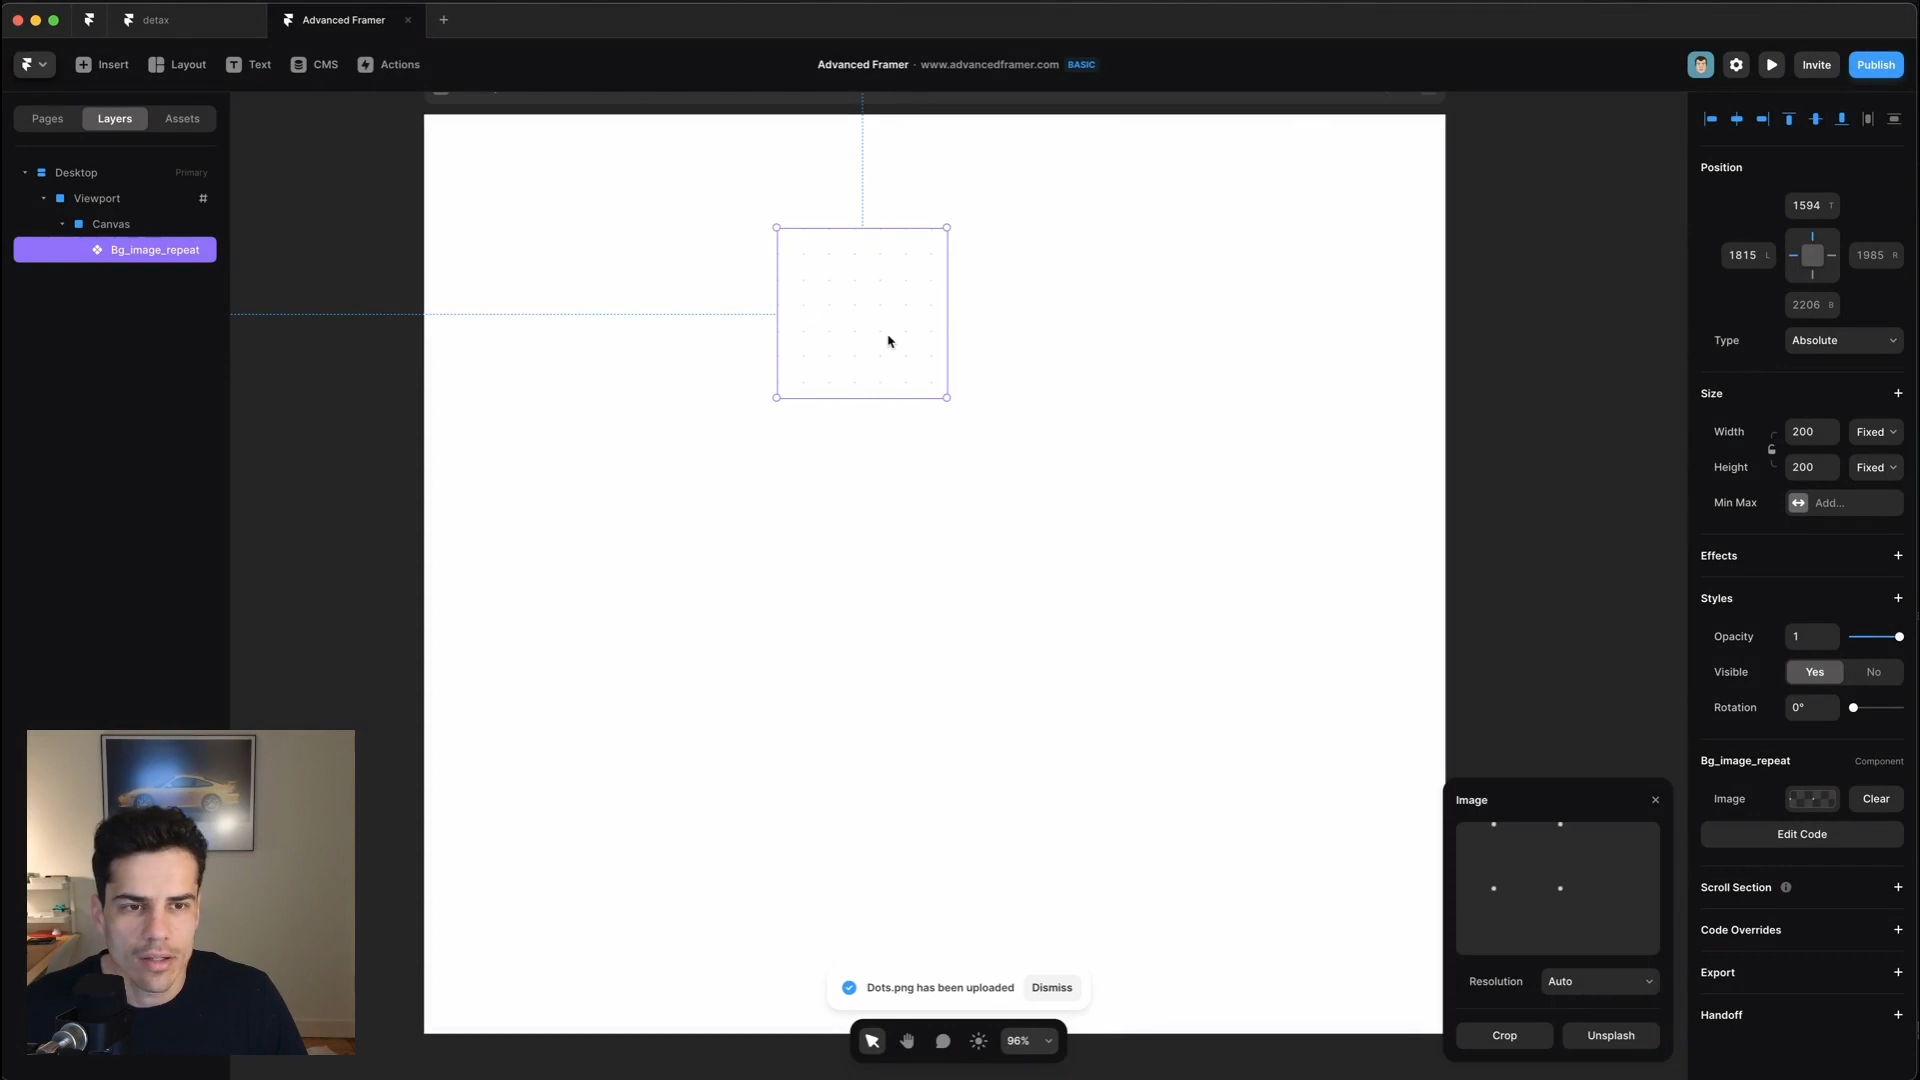 detax
Advanced Framer
Insert
Layout
Text
CMS
Actions
Advanced Framer · www.advancedframer.com BASIC
Invite
Publish
Pages
Layers
Assets
Desktop
Primary
Viewport
Canvas
Bg_image_repeat
Position
1594 T
1815 L
1985 R
2206 B
Type
Absolute
Size
Width
200
Fixed
Height
200
Fixed
Min Max
Add...
Effects
Styles
Opacity
1
Visible
Yes
No
Rotation
0°
Bg_image_repeat
Component
Image
Clear
Edit Code
Scroll Section
Code Overrides
Export
Handoff
Image
Resolution
Auto
Crop
Unsplash
Dots.png has been uploaded
Dismiss
96%